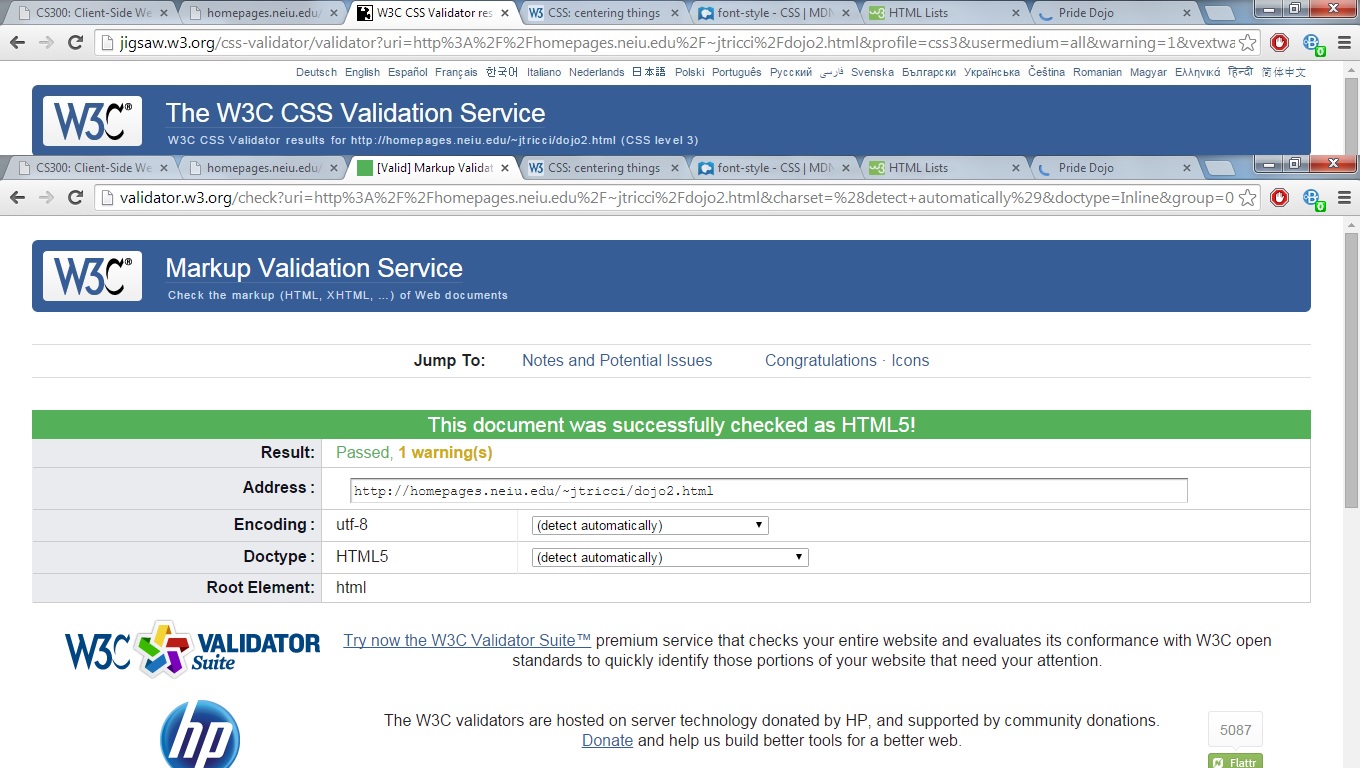 CS300: Client-Side We × homepages.neiu.edu/ × W3C CSS Validator res × CSS: centering things × font-style - CSS | MDN × HTML Lists × Pride Dojo ×
jigsaw.w3.org/css-validator/validator?uri=http%3A%2F%2Fhomepages.neiu.edu%2F~jtricci%2Fdojo2.html&profile=css3&usermedium=all&warning=1&vextwa
Deutsch English Español Français 한국어 Italiano Nederlands 日本語 Polski Português Русский فارسی Svenska Български Українська Čeština Romanian Magyar Ελληνικά हिन्दी 简体中文
W3C® The W3C CSS Validation Service
W3C CSS Validator results for http://homepages.neiu.edu/~jtricci/dojo2.html (CSS level 3)
CS300: Client-Side We × homepages.neiu.edu/ × [Valid] Markup Validat × CSS: centering things × font-style - CSS | MDN × HTML Lists × Pride Dojo ×
validator.w3.org/check?uri=http%3A%2F%2Fhomepages.neiu.edu%2F~jtricci%2Fdojo2.html&charset=%28detect+automatically%29&doctype=Inline&group=0
W3C® Markup Validation Service
Check the markup (HTML, XHTML, …) of Web documents
Jump To: Notes and Potential Issues Congratulations · Icons
This document was successfully checked as HTML5!
Result: Passed, 1 warning(s)
Address : http://homepages.neiu.edu/~jtricci/dojo2.html
Encoding : utf-8 (detect automatically)
Doctype : HTML5 (detect automatically)
Root Element: html
W3C VALIDATOR Suite
Try now the W3C Validator Suite™ premium service that checks your entire website and evaluates its conformance with W3C open
standards to quickly identify those portions of your website that need your attention.
hp
The W3C validators are hosted on server technology donated by HP, and supported by community donations.
Donate and help us build better tools for a better web.
5087
Flattr